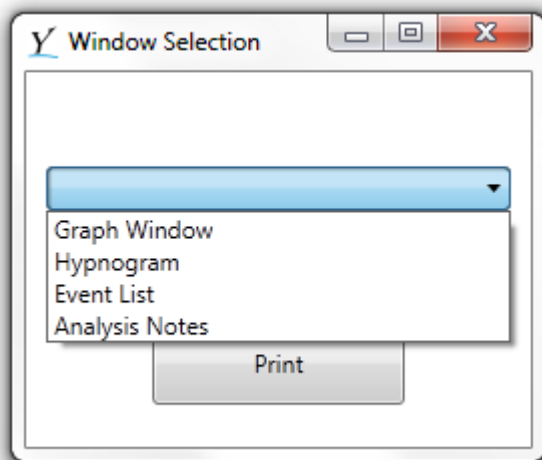 Y Window Selection
Graph Window
Hypnogram
Event List
Analysis Notes
Print